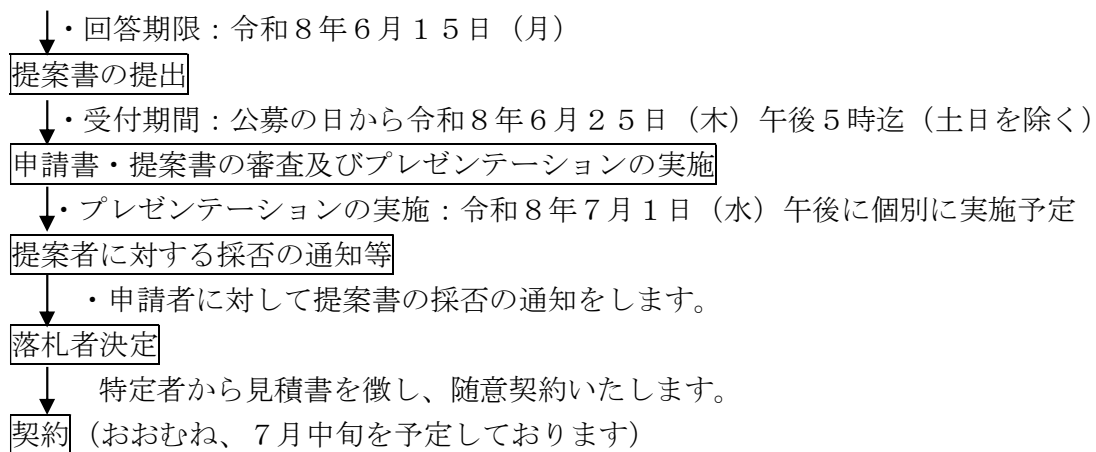 ・回答期限：令和８年６月１５日（月）
提案書の提出
・受付期間：公募の日から令和８年６月２５日（木）午後５時迄（土日を除く）
申請書・提案書の審査及びプレゼンテーションの実施
・プレゼンテーションの実施：令和８年７月１日（水）午後に個別に実施予定
提案者に対する採否の通知等
・申請者に対して提案書の採否の通知をします。
落札者決定
特定者から見積書を徴し、随意契約いたします。
契約（おおむね、７月中旬を予定しております）